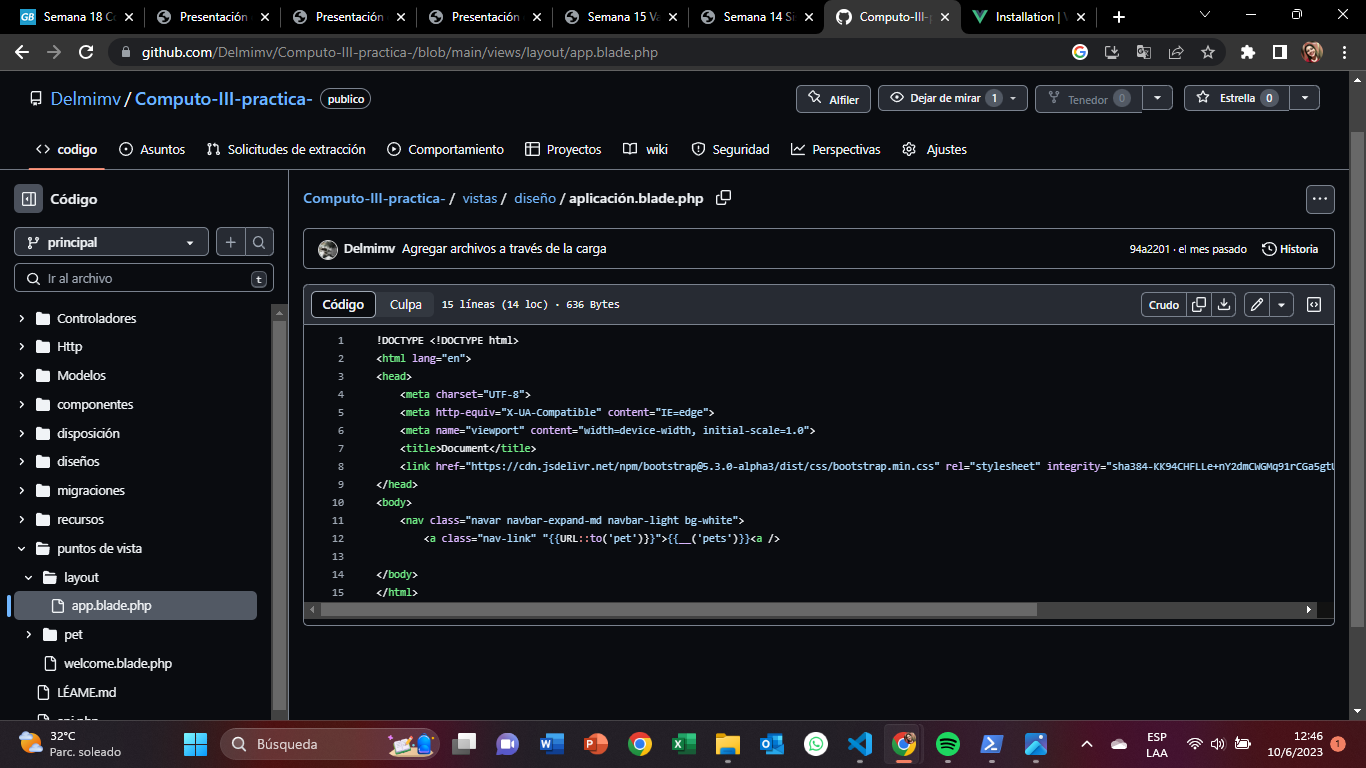 Semana 18 Co
Presentación
Presentación
Presentación
Semana 15 Va
Semana 14 Si
Computo-III-p
Installation | V
github.com/Delmimv/Computo-III-practica-/blob/main/views/layout/app.blade.php
Delmimv / Computo-III-practica- publico
Alfiler
Dejar de mirar 1
Tenedor 0
Estrella 0
codigo
Asuntos
Solicitudes de extracción
Comportamiento
Proyectos
wiki
Seguridad
Perspectivas
Ajustes
Código
principal
Ir al archivo t
Controladores
Http
Modelos
componentes
disposición
diseños
migraciones
recursos
puntos de vista
layout
app.blade.php
pet
welcome.blade.php
LÉAME.md
api.php
Computo-III-practica- / vistas / diseño / aplicación.blade.php
Delmimv Agregar archivos a través de la carga
94a2201 · el mes pasado Historia
Código Culpa 15 líneas (14 loc) · 636 Bytes
Crudo
1 !DOCTYPE <!DOCTYPE html>
2 <html lang="en">
3 <head>
4 <meta charset="UTF-8">
5 <meta http-equiv="X-UA-Compatible" content="IE=edge">
6 <meta name="viewport" content="width=device-width, initial-scale=1.0">
7 <title>Document</title>
8 <link href="https://cdn.jsdelivr.net/npm/bootstrap@5.3.0-alpha3/dist/css/bootstrap.min.css" rel="stylesheet" integrity="sha384-KK94CHFLLe+nY2dmCWGMq91rCGa5gtU
9 </head>
10 <body>
11 <nav class="navar navbar-expand-md navbar-light bg-white">
12 <a class="nav-link" "{{URL::to('pet')}}">{{__('pets')}}<a />
13
14 </body>
15 </html>
32°C
Parc. soleado
Búsqueda
ESP
LAA
12:46
10/6/2023
1